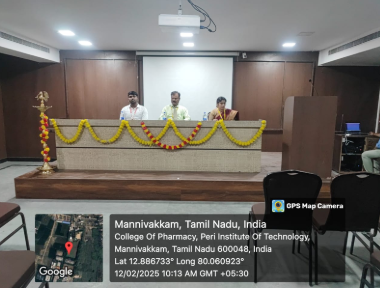 GPS Map Camera
Mannivakkam, Tamil Nadu, India
College Of Pharmacy, Peri Institute Of Technology,
Mannivakkam, Tamil Nadu 600048, India
Lat 12.886733° Long 80.060923°
12/02/2025 10:13 AM GMT +05:30
Google